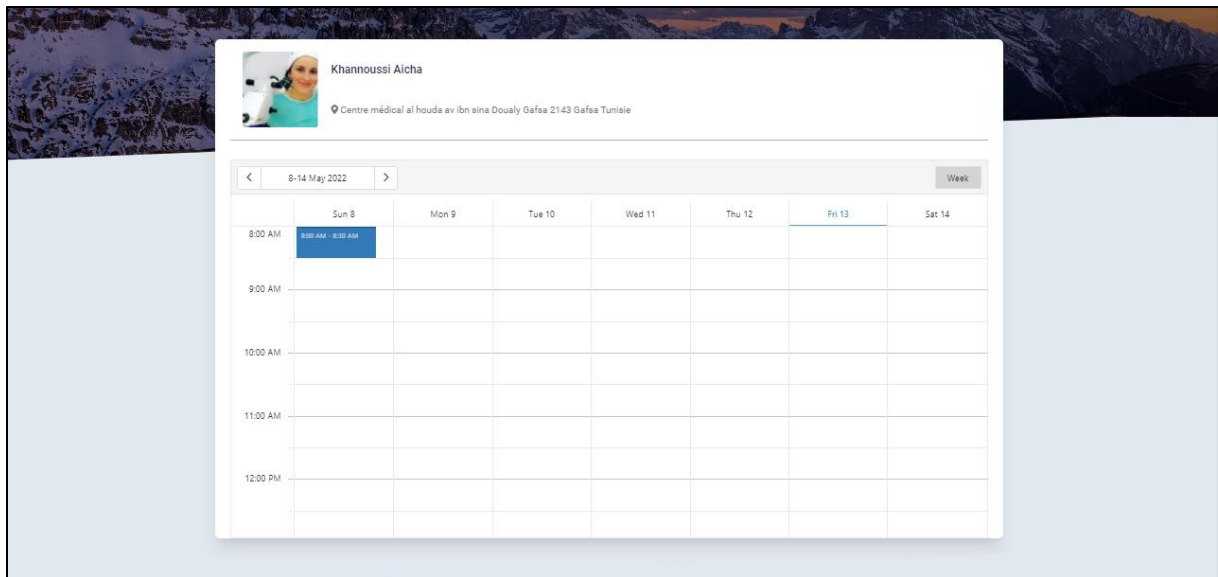 Khannoussi Aicha
Centre médical al houda av ibn sina Doualy Gafsa 2143 Gafsa Tunisie
8-14 May 2022
Week
Sun 8 Mon 9 Tue 10 Wed 11 Thu 12 Fri 13 Sat 14
8:00 AM 8:00 AM - 8:30 AM
9:00 AM
10:00 AM
11:00 AM
12:00 PM